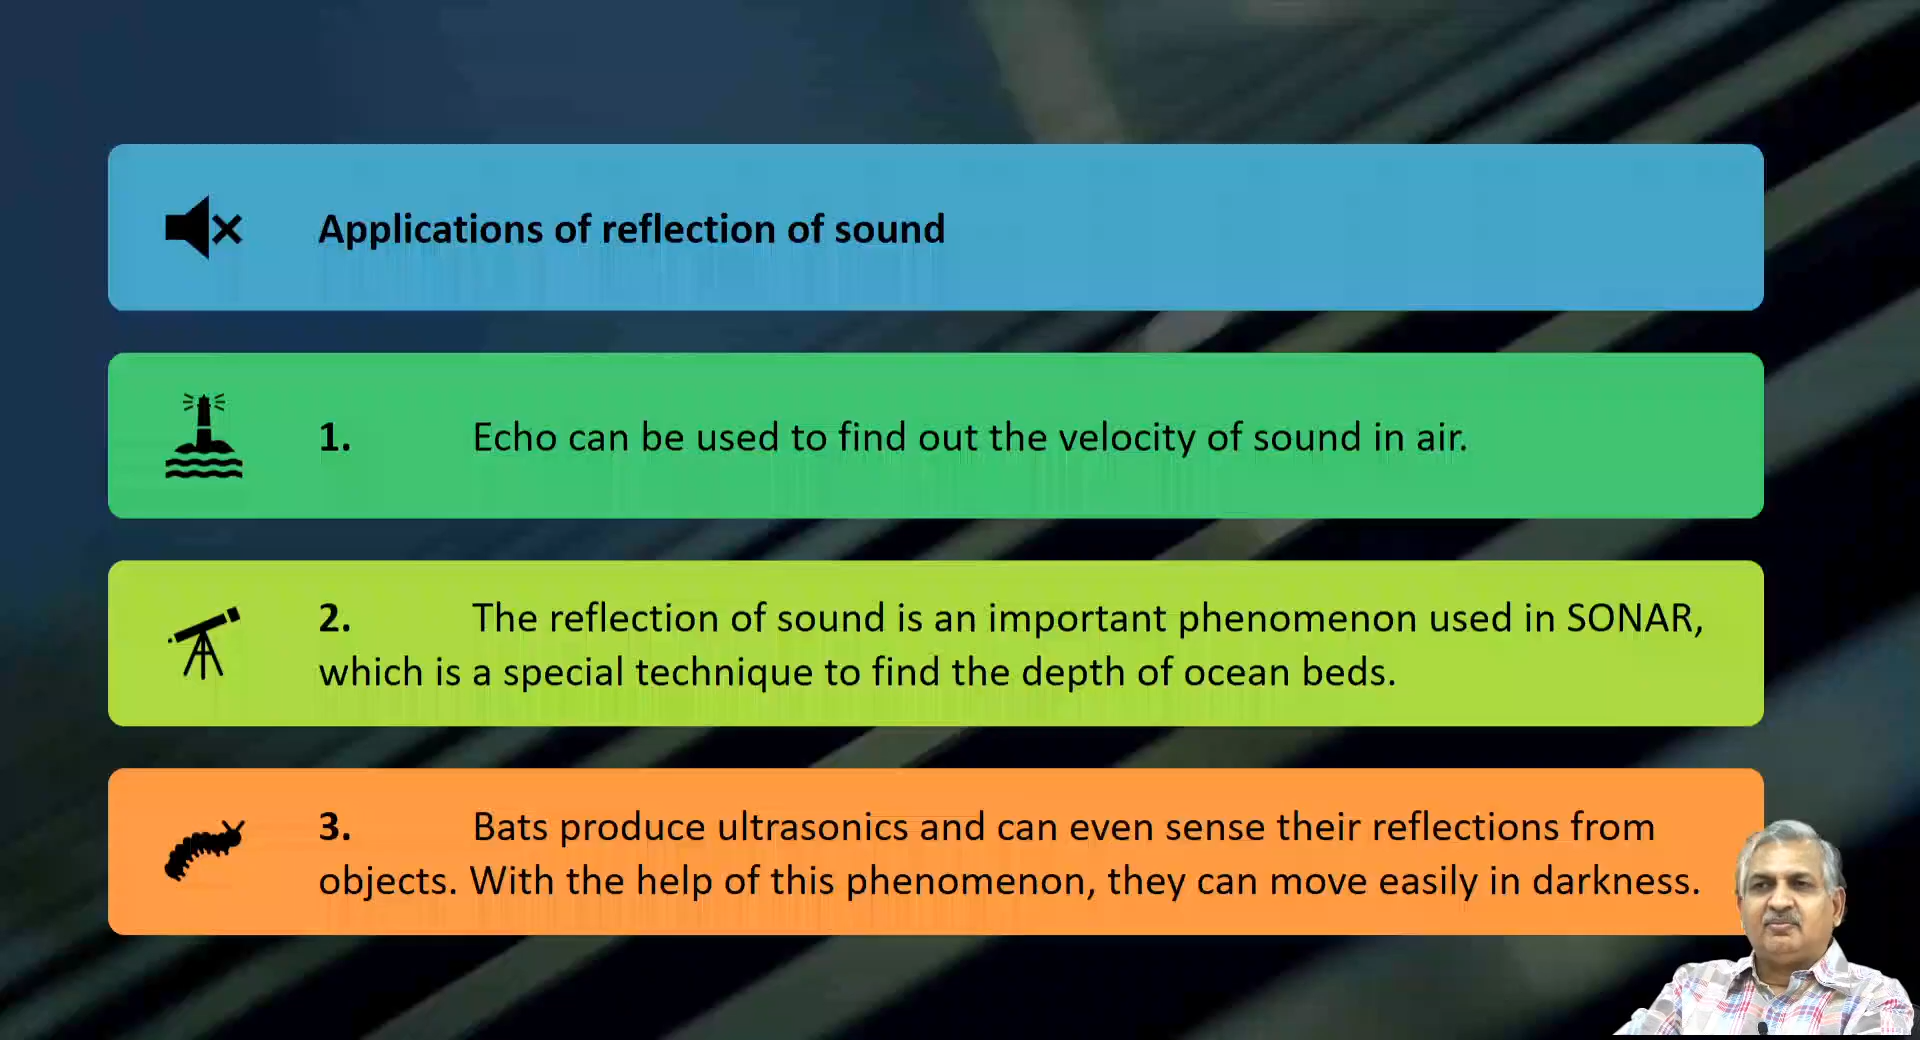 Applications of reflection of sound
1. Echo can be used to find out the velocity of sound in air.
2. The reflection of sound is an important phenomenon used in SONAR,
which is a special technique to find the depth of ocean beds.
3. Bats produce ultrasonics and can even sense their reflections from
objects. With the help of this phenomenon, they can move easily in darkness.